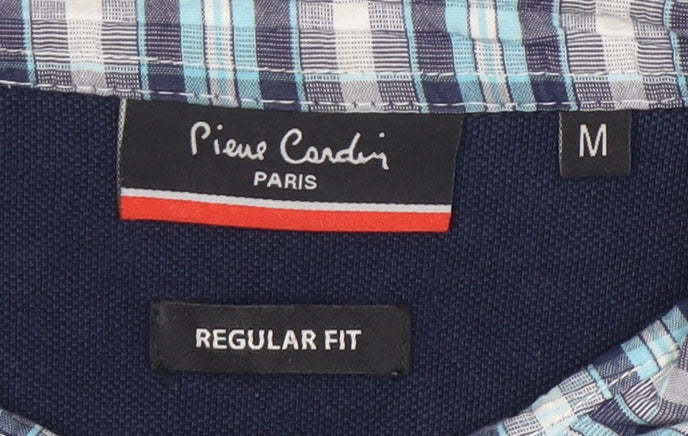 Pierre Cardin
PARIS
M
REGULAR FIT